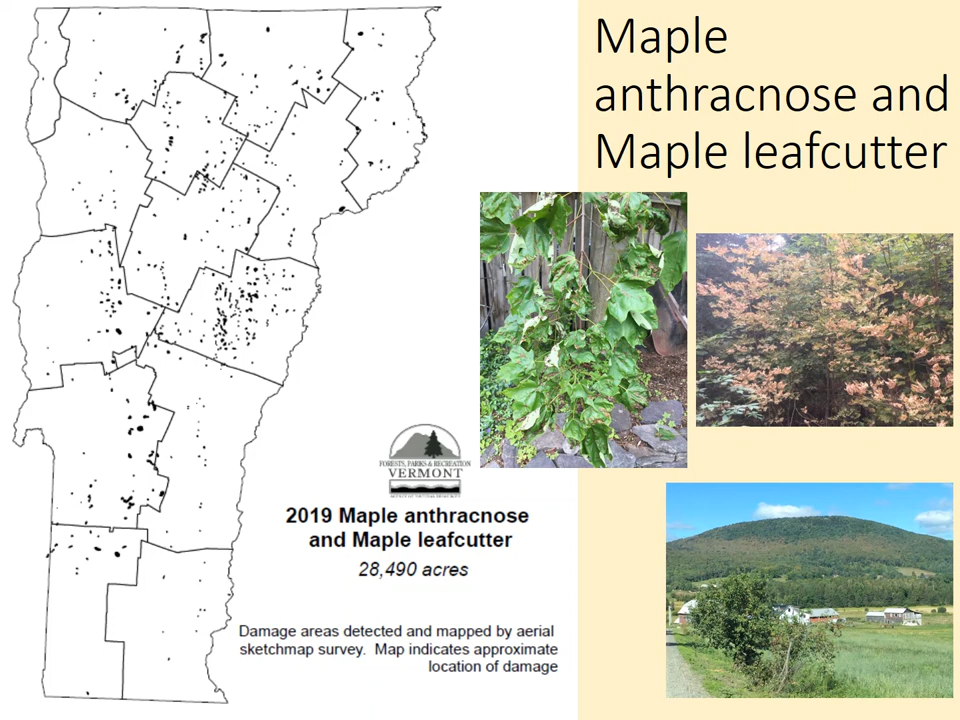 Maple
anthracnose and
Maple leafcutter
FORESTS, PARKS & RECREATION
VERMONT
2019 Maple anthracnose
and Maple leafcutter
28,490 acres
Damage areas detected and mapped by aerial
sketchmap survey. Map indicates approximate
location of damage